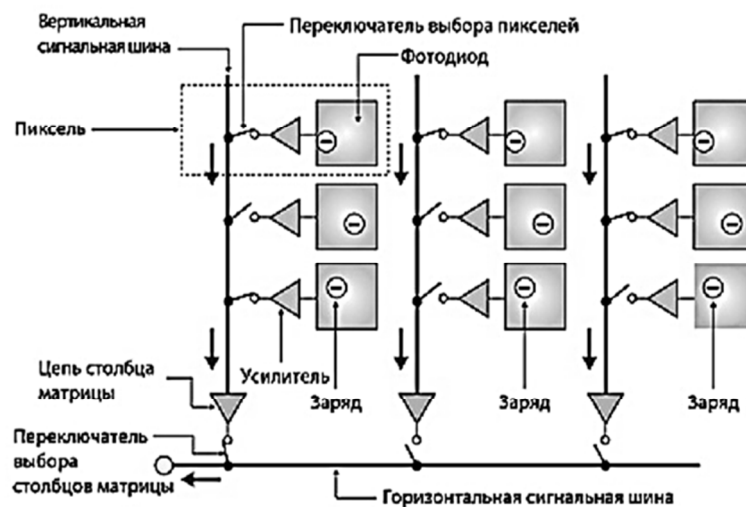 Вертикальная
сигнальная шина
Переключатель выбора пикселей
Фотодиод
Пиксель
Цепь столбца
матрицы
Усилитель
Заряд
Заряд
Заряд
Переключатель
выбора
столбцов матрицы
Горизонтальная сигнальная шина